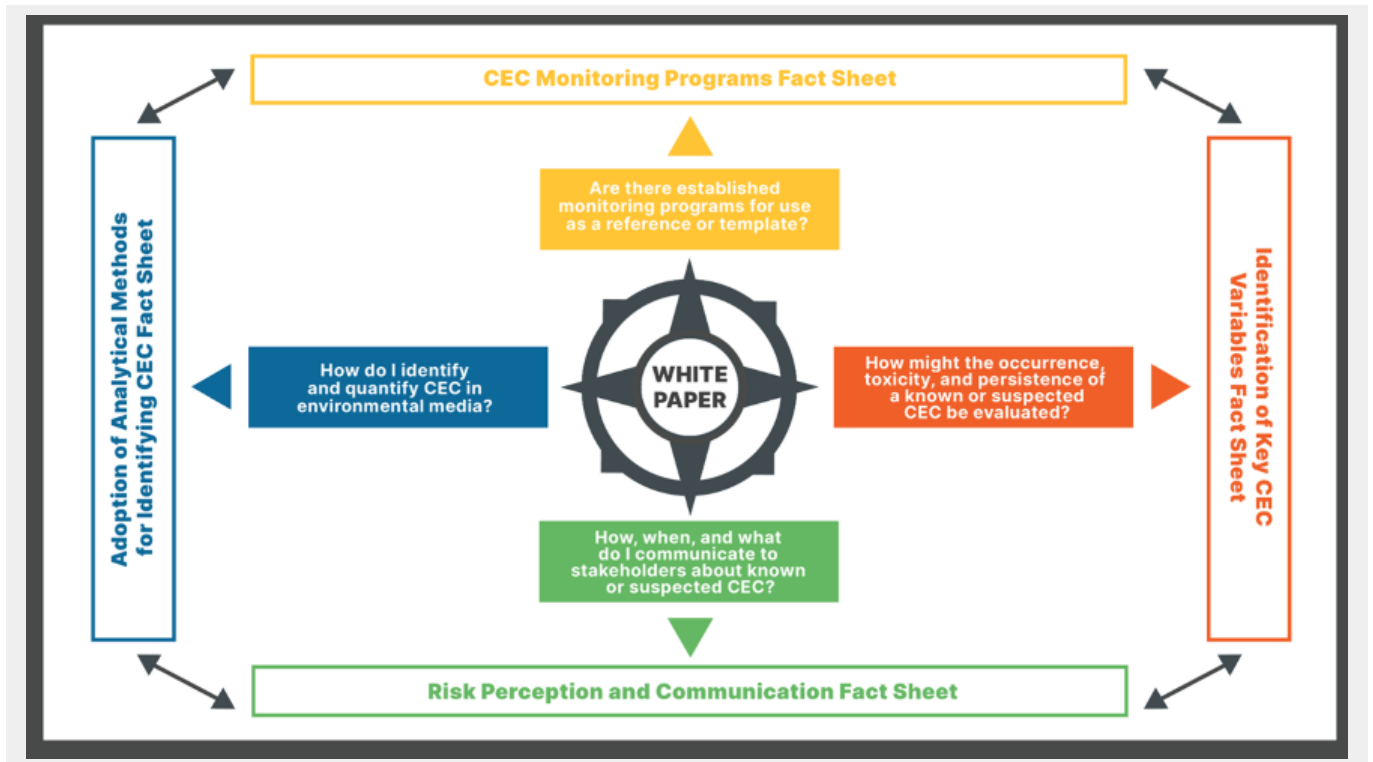 CEC Monitoring Programs Fact Sheet
Are there established
monitoring programs for use
as a reference or template?
Adoption of Analytical Methods
for Identifying CEC Fact Sheet
How do I identify
and quantify CEC in
environmental media?
WHITE
PAPER
How might the occurrence,
toxicity, and persistence of
a known or suspected
CEC be evaluated?
Identification of Key CEC
Variables Fact Sheet
How, when, and what
do I communicate to
stakeholders about known
or suspected CEC?
Risk Perception and Communication Fact Sheet